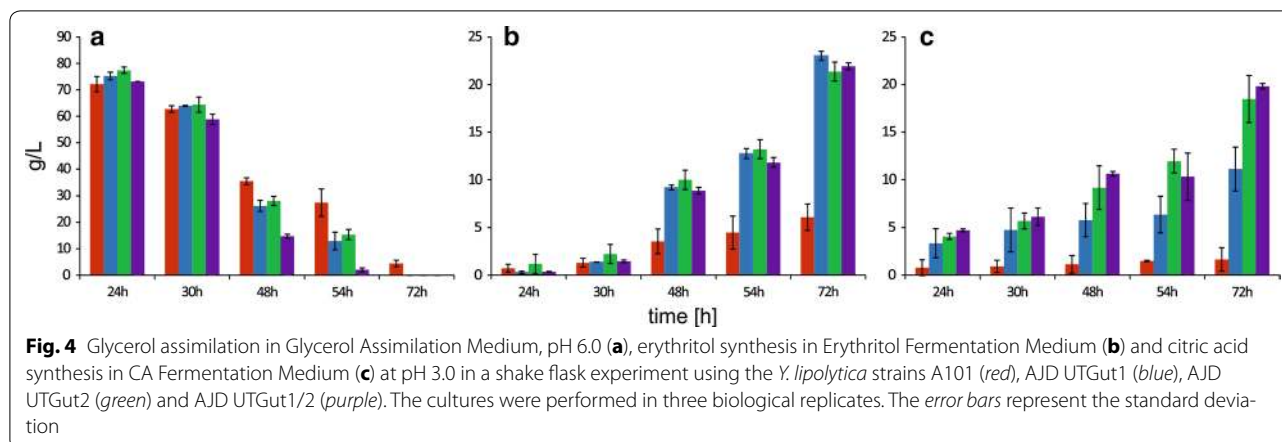 a
b
c
90
80
70
60
50
40
30
20
10
0
g/L
24h 30h 48h 54h 72h
25
20
15
10
5
0
24h 30h 48h 54h 72h
25
20
15
10
5
0
24h 30h 48h 54h 72h
time [h]
Fig. 4 Glycerol assimilation in Glycerol Assimilation Medium, pH 6.0 (a), erythritol synthesis in Erythritol Fermentation Medium (b) and citric acid
synthesis in CA Fermentation Medium (c) at pH 3.0 in a shake flask experiment using the Y. lipolytica strains A101 (red), AJD UTGut1 (blue), AJD
UTGut2 (green) and AJD UTGut1/2 (purple). The cultures were performed in three biological replicates. The error bars represent the standard devia-
tion